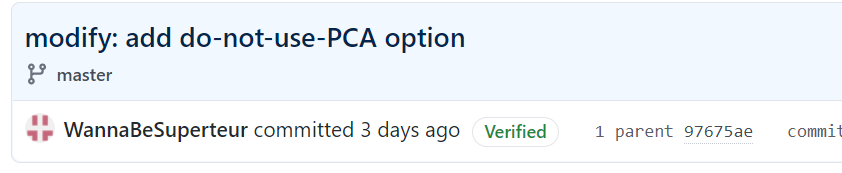 modify: add do-not-use-PCA option
master
WannaBeSuperteur committed 3 days ago Verified 1 parent 97675ae commit